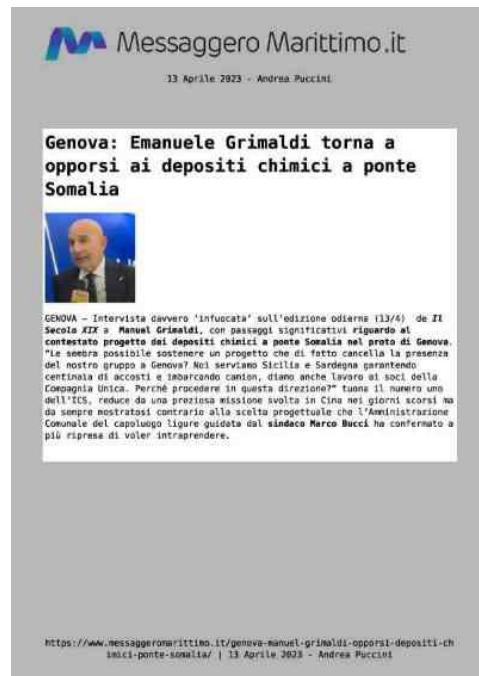 Messaggero Marittimo.it
13 Aprile 2023 - Andrea Puccini
Genova: Emanuele Grimaldi torna a
opporsi ai depositi chimici a ponte
Somalia
GENOVA – Intervista davvero 'infuocata' sull'edizione odierna (13/4) de Il
Secolo XIX a Manuel Grimaldi, con passaggi significativi riguardo al
contestato progetto dei depositi chimici a ponte Somalia nel proto di Genova.
"Le sembra possibile sostenere un progetto che di fatto cancella la presenza
del nostro gruppo a Genova? Noi serviamo Sicilia e Sardegna garantendo
centinaia di accosti e imbarcando camion, diamo anche lavoro ai soci della
Compagnia Unica. Perché procedere in questa direzione?" tuona il numero uno
dell'ICS, reduce da una preziosa missione svolta in Cina nei giorni scorsi ma
da sempre mostratosi contrario alla scelta progettuale che l'Amministrazione
Comunale del capoluogo ligure guidata dal sindaco Marco Bucci ha confermato a
più ripresa di voler intraprendere.
https://www.messaggeromarittimo.it/genova-manuel-grimaldi-opporsi-depositi-ch
imici-ponte-somalia/ | 13 Aprile 2023 - Andrea Puccini